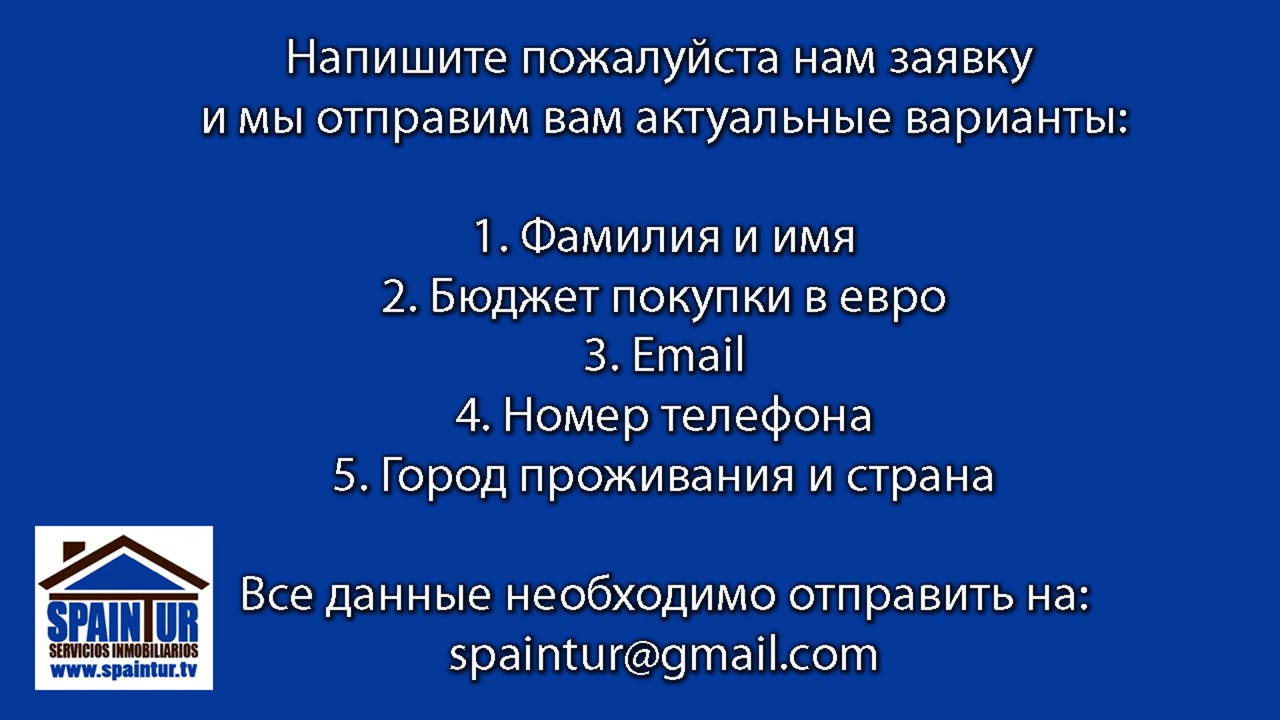 Напишите пожалуйста нам заявку
и мы отправим вам актуальные варианты:
1. Фамилия и имя
2. Бюджет покупки в евро
3. Email
4. Номер телефона
5. Город проживания и страна
Все данные необходимо отправить на:
spaintur@gmail.com
SPAINTUR
SERVICIOS INMOBILIARIOS
www.spaintur.tv